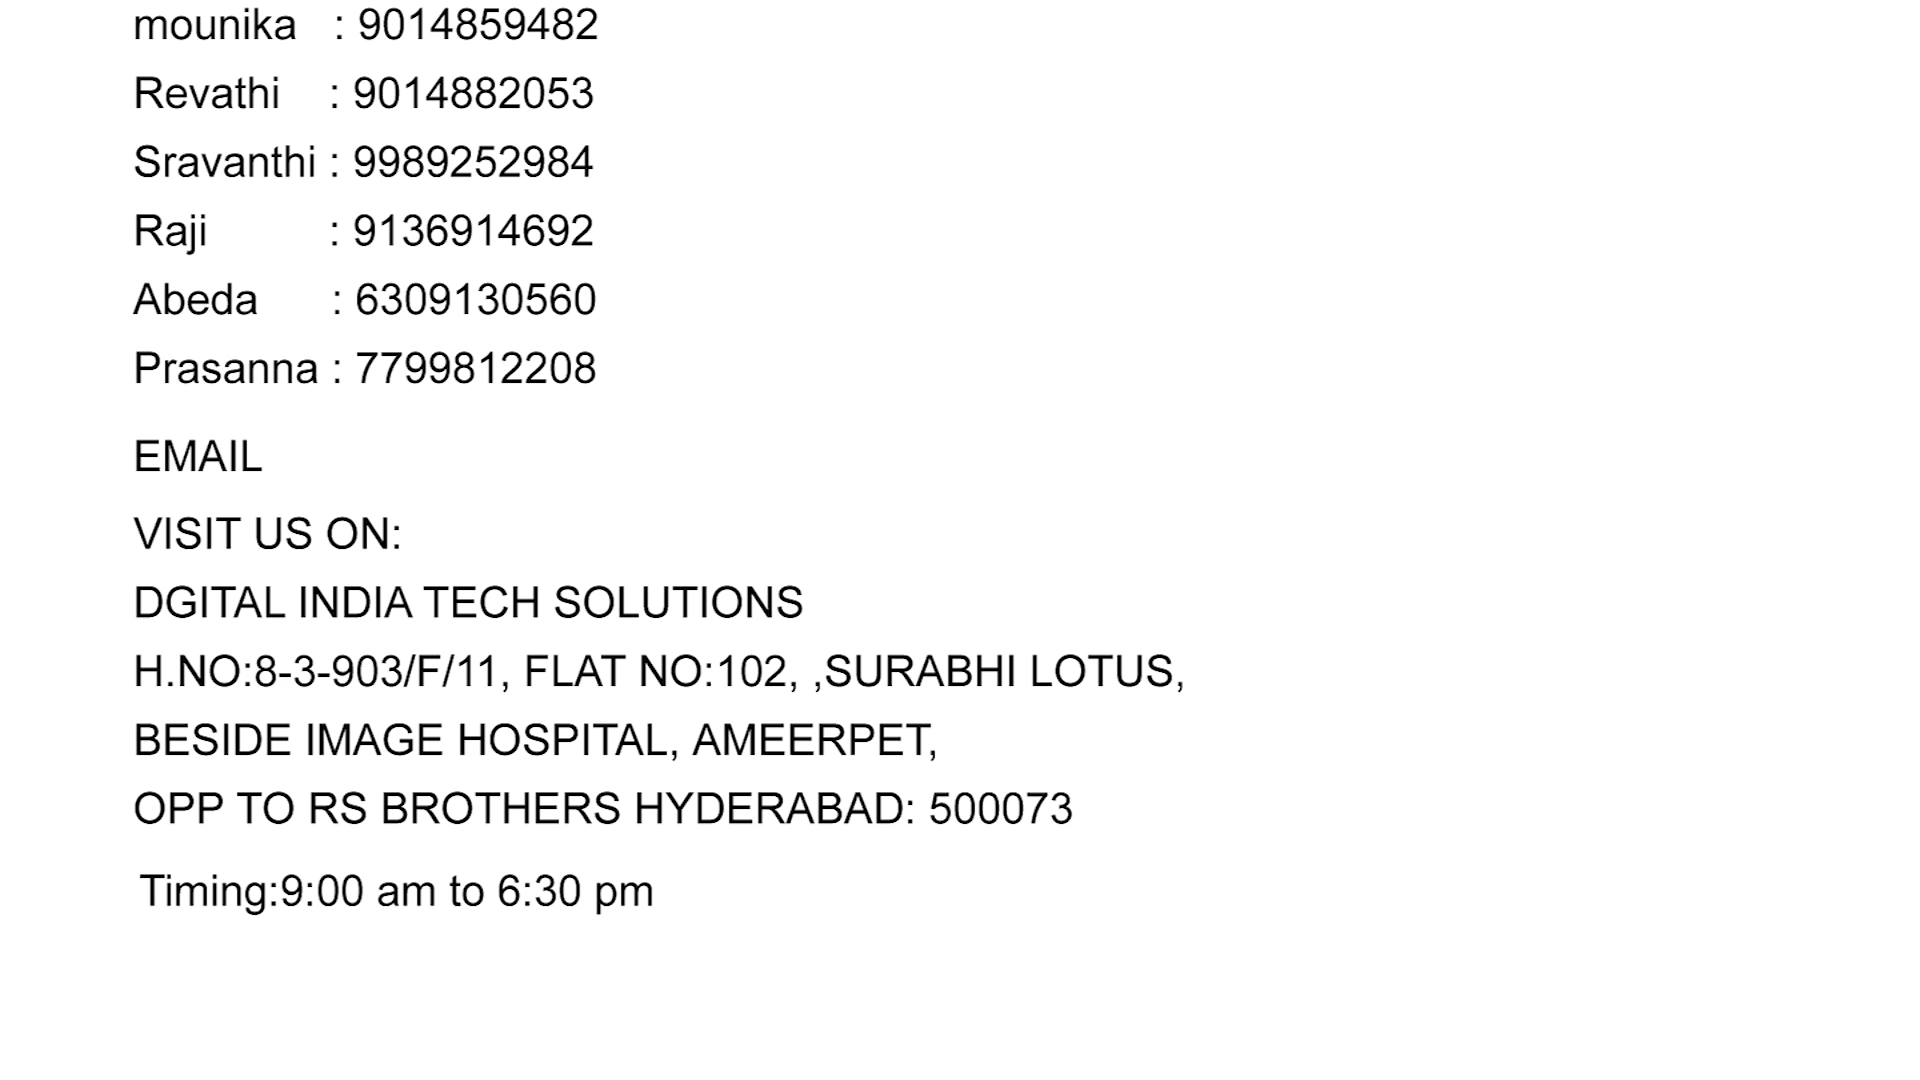 mounika : 9014859482
Revathi : 9014882053
Sravanthi : 9989252984
Raji : 9136914692
Abeda : 6309130560
Prasanna : 7799812208
EMAIL
VISIT US ON:
DGITAL INDIA TECH SOLUTIONS
H.NO:8-3-903/F/11, FLAT NO:102, ,SURABHI LOTUS,
BESIDE IMAGE HOSPITAL, AMEERPET,
OPP TO RS BROTHERS HYDERABAD: 500073
Timing:9:00 am to 6:30 pm